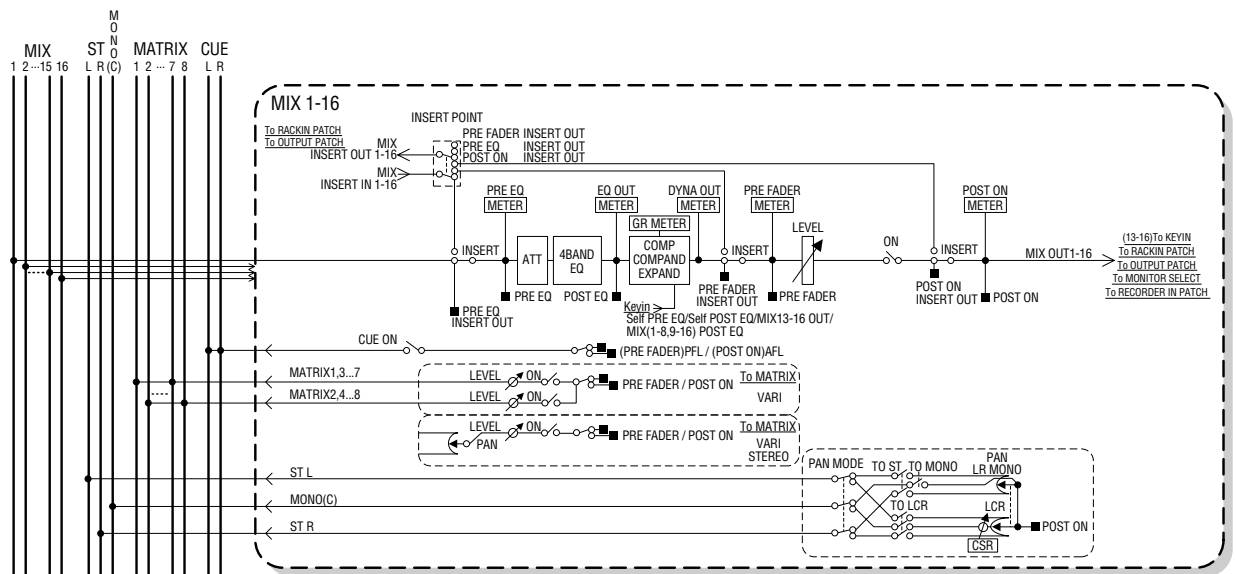 MIX
ST
MONO(C)
MATRIX
CUE
1 2 ··· 15 16
L R
1 2 ··· 7 8
L R
MIX 1-16
INSERT POINT
To RACKIN PATCH
To OUTPUT PATCH
MIX
INSERT OUT 1-16
MIX
INSERT IN 1-16
PRE FADER INSERT OUT
PRE EQ INSERT OUT
POST ON INSERT OUT
PRE EQ
METER
EQ OUT
METER
DYNA OUT
METER
PRE FADER
METER
POST ON
METER
GR METER
LEVEL
INSERT
ATT
4BAND
EQ
COMP
COMPAND
EXPAND
INSERT
ON
INSERT
MIX OUT1-16
(13-16)To KEYIN
To RACKIN PATCH
To OUTPUT PATCH
To MONITOR SELECT
To RECORDER IN PATCH
PRE EQ
POST EQ
PRE EQ
INSERT OUT
PRE FADER
INSERT OUT
PRE FADER
POST ON
INSERT OUT
POST ON
Keyin
Self PRE EQ/Self POST EQ/MIX13-16 OUT/
MIX(1-8,9-16) POST EQ
CUE ON
(PRE FADER)PFL / (POST ON)AFL
MATRIX1,3...7
LEVEL
ON
PRE FADER / POST ON
To MATRIX
VARI
MATRIX2,4...8
LEVEL
ON
LEVEL
ON
PAN
PRE FADER / POST ON
To MATRIX
VARI
STEREO
ST L
MONO(C)
ST R
PAN MODE
TO ST
TO MONO
PAN
LR MONO
TO LCR
LCR
CSR
POST ON